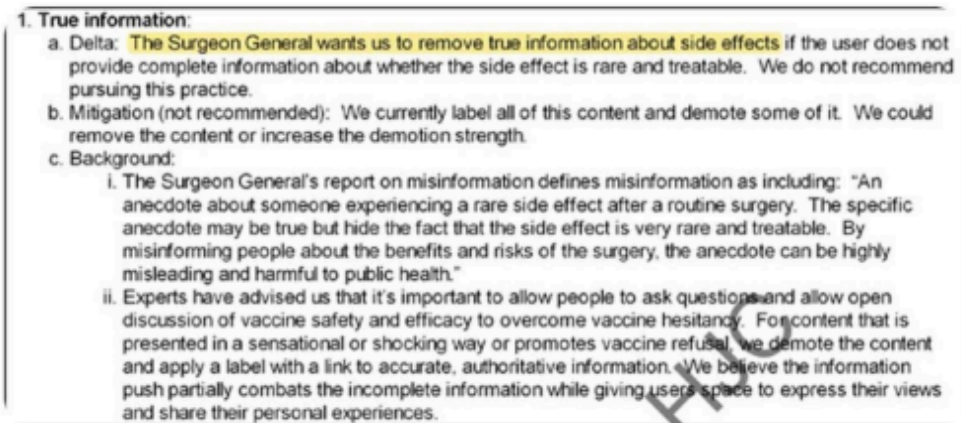 1. True information:
a. Delta: The Surgeon General wants us to remove true information about side effects if the user does not
provide complete information about whether the side effect is rare and treatable. We do not recommend
pursuing this practice.
b. Mitigation (not recommended): We currently label all of this content and demote some of it. We could
remove the content or increase the demotion strength.
c. Background:
i. The Surgeon General's report on misinformation defines misinformation as including: "An
anecdote about someone experiencing a rare side effect after a routine surgery. The specific
anecdote may be true but hide the fact that the side effect is very rare and treatable. By
misinforming people about the benefits and risks of the surgery, the anecdote can be highly
misleading and harmful to public health."
ii. Experts have advised us that it's important to allow people to ask questions and allow open
discussion of vaccine safety and efficacy to overcome vaccine hesitancy. For content that is
presented in a sensational or shocking way or promotes vaccine refusal, we demote the content
and apply a label with a link to accurate, authoritative information. We believe the information
push partially combats the incomplete information while giving users space to express their views
and share their personal experiences.
HJC